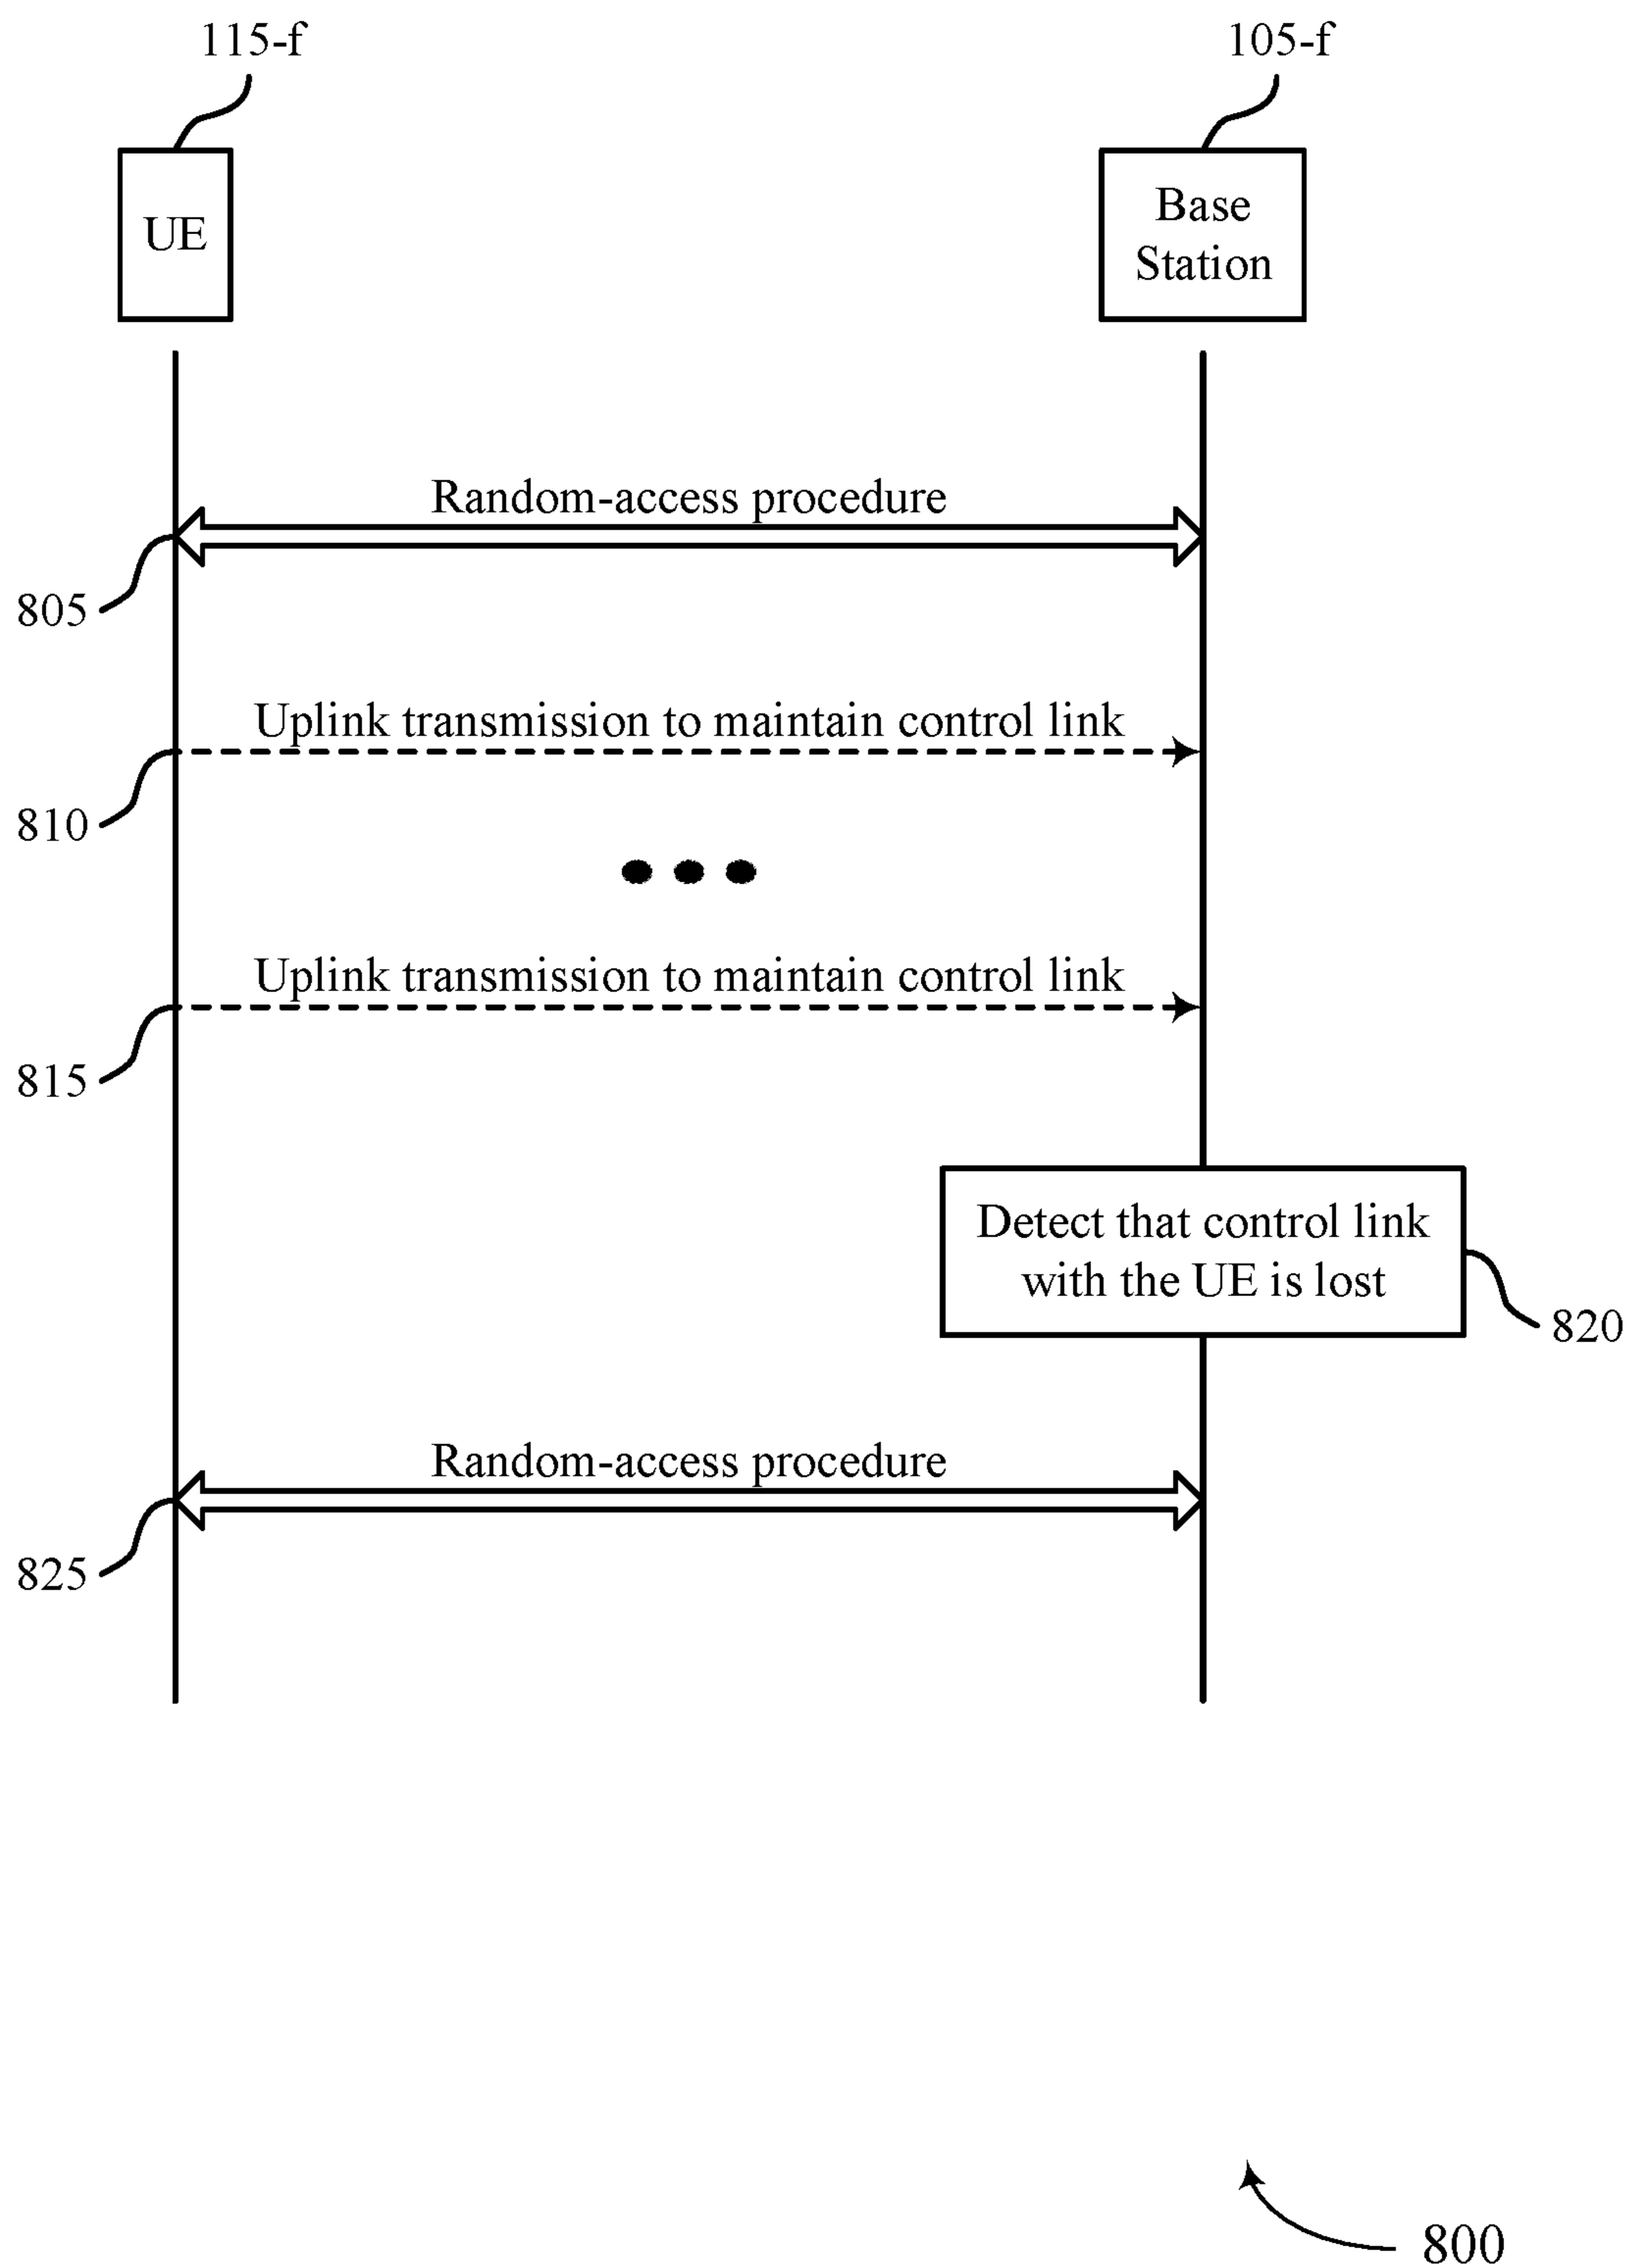 115-f
105-f
UE
Base
Station
Random-access procedure
805
Uplink transmission to maintain control link
810
Uplink transmission to maintain control link
815
Detect that control link
with the UE is lost
820
Random-access procedure
825
800